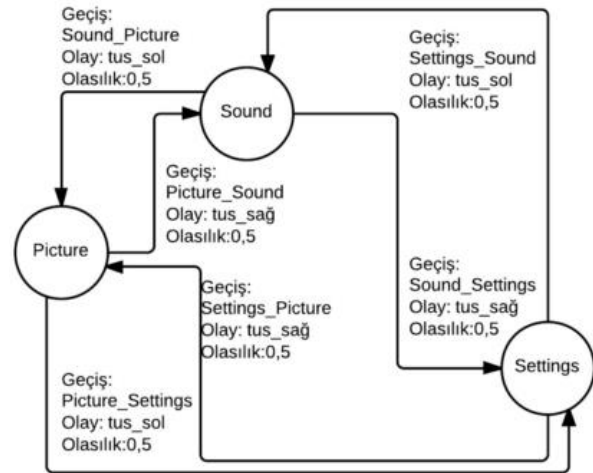 Geçiş:
Sound_Picture
Olay: tus_sol
Olasılık:0,5
Geçiş:
Settings_Sound
Olay: tus_sol
Olasılık:0,5
Sound
Geçiş:
Picture_Sound
Olay: tus_sağ
Olasılık:0,5
Picture
Geçiş:
Settings_Picture
Olay: tus_sağ
Olasılık:0,5
Geçiş:
Sound_Settings
Olay: tus_sağ
Olasılık:0,5
Settings
Geçiş:
Picture_Settings
Olay: tus_sol
Olasılık:0,5